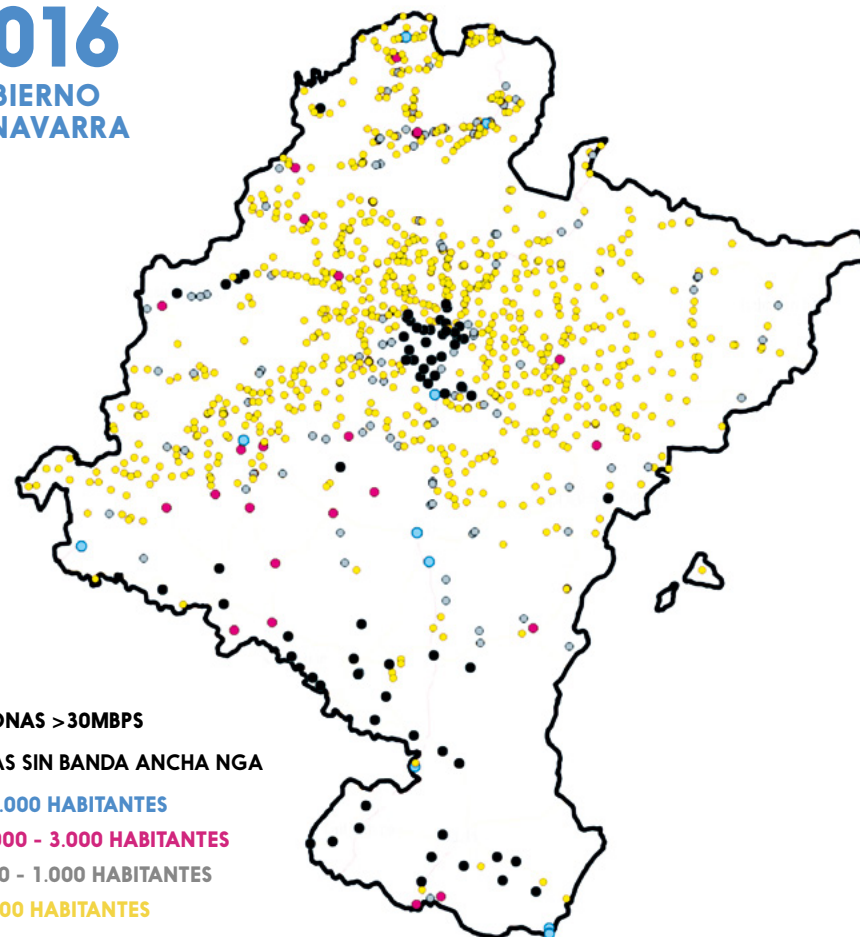 016
BIERNO
NAVARRA
ONAS >30MBPS
AS SIN BANDA ANCHA NGA
.000 HABITANTES
000 - 3.000 HABITANTES
0 - 1.000 HABITANTES
00 HABITANTES